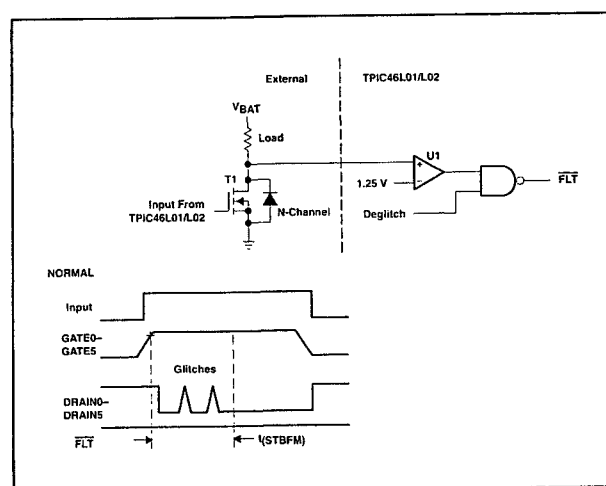 External
TPIC46L01/L02
VBAT
Load
T1
U1
1.25 V
+
−
FLT
Input From
TPIC46L01/L02
N-Channel
Deglitch
NORMAL
Input
GATE0–
GATE5
Glitches
DRAIN0–
DRAIN5
FLT
t(STBFM)